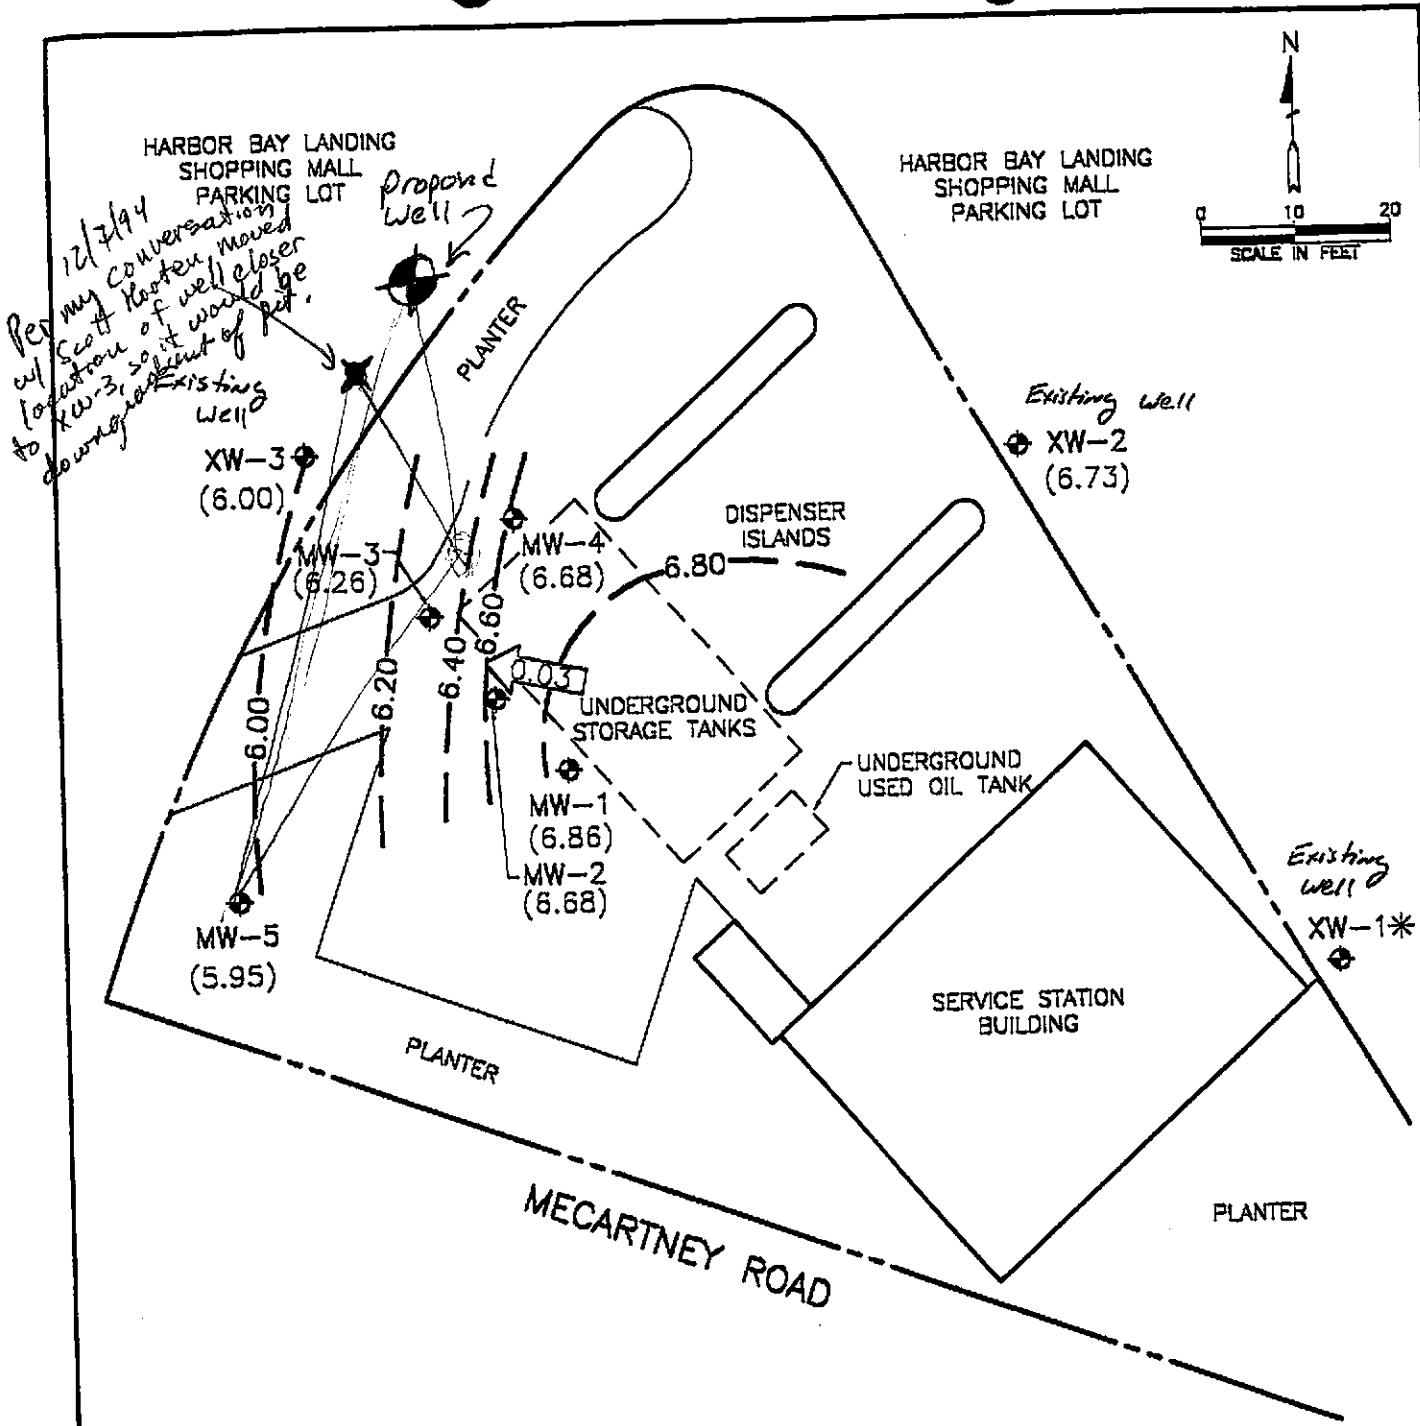 N
HARBOR BAY LANDING
SHOPPING MALL
PARKING LOT
Proposed
well
HARBOR BAY LANDING
SHOPPING MALL
PARKING LOT
0 10 20
SCALE IN FEET
12/7/94
Per my conversation
w/ Scott Hooten, moved
location of well closer
to XW-3, so it would be
downgradient of pit.
PLANTER
Existing
well
XW-3
(6.00)
Existing well
XW-2
(6.73)
DISPENSER
ISLANDS
MW-3
(6.26)
MW-4
(6.68)
6.80
6.60
6.40
6.20
6.00
0.03
UNDERGROUND
STORAGE TANKS
UNDERGROUND
USED OIL TANK
MW-1
(6.86)
MW-2
(6.68)
MW-5
(5.95)
Existing
well
XW-1*
SERVICE STATION
BUILDING
PLANTER
MECARTNEY ROAD
PLANTER